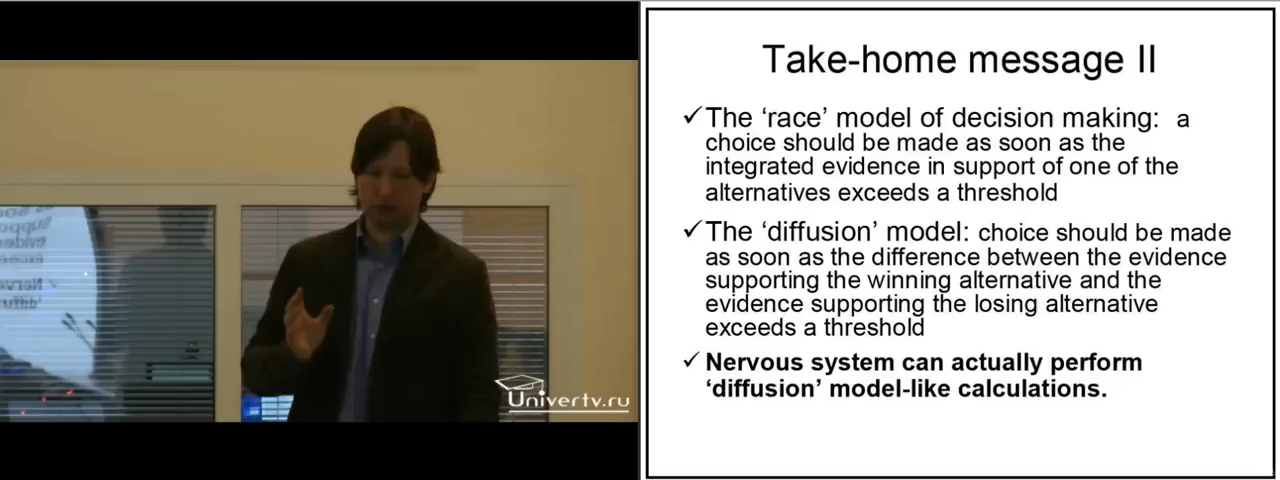 Take-home message II
✓ The ‘race’ model of decision making: a
choice should be made as soon as the
integrated evidence in support of one of the
alternatives exceeds a threshold
✓ The ‘diffusion’ model: choice should be made
as soon as the difference between the evidence
supporting the winning alternative and the
evidence supporting the losing alternative
exceeds a threshold
✓ Nervous system can actually perform
‘diffusion’ model-like calculations.
Univertv.ru